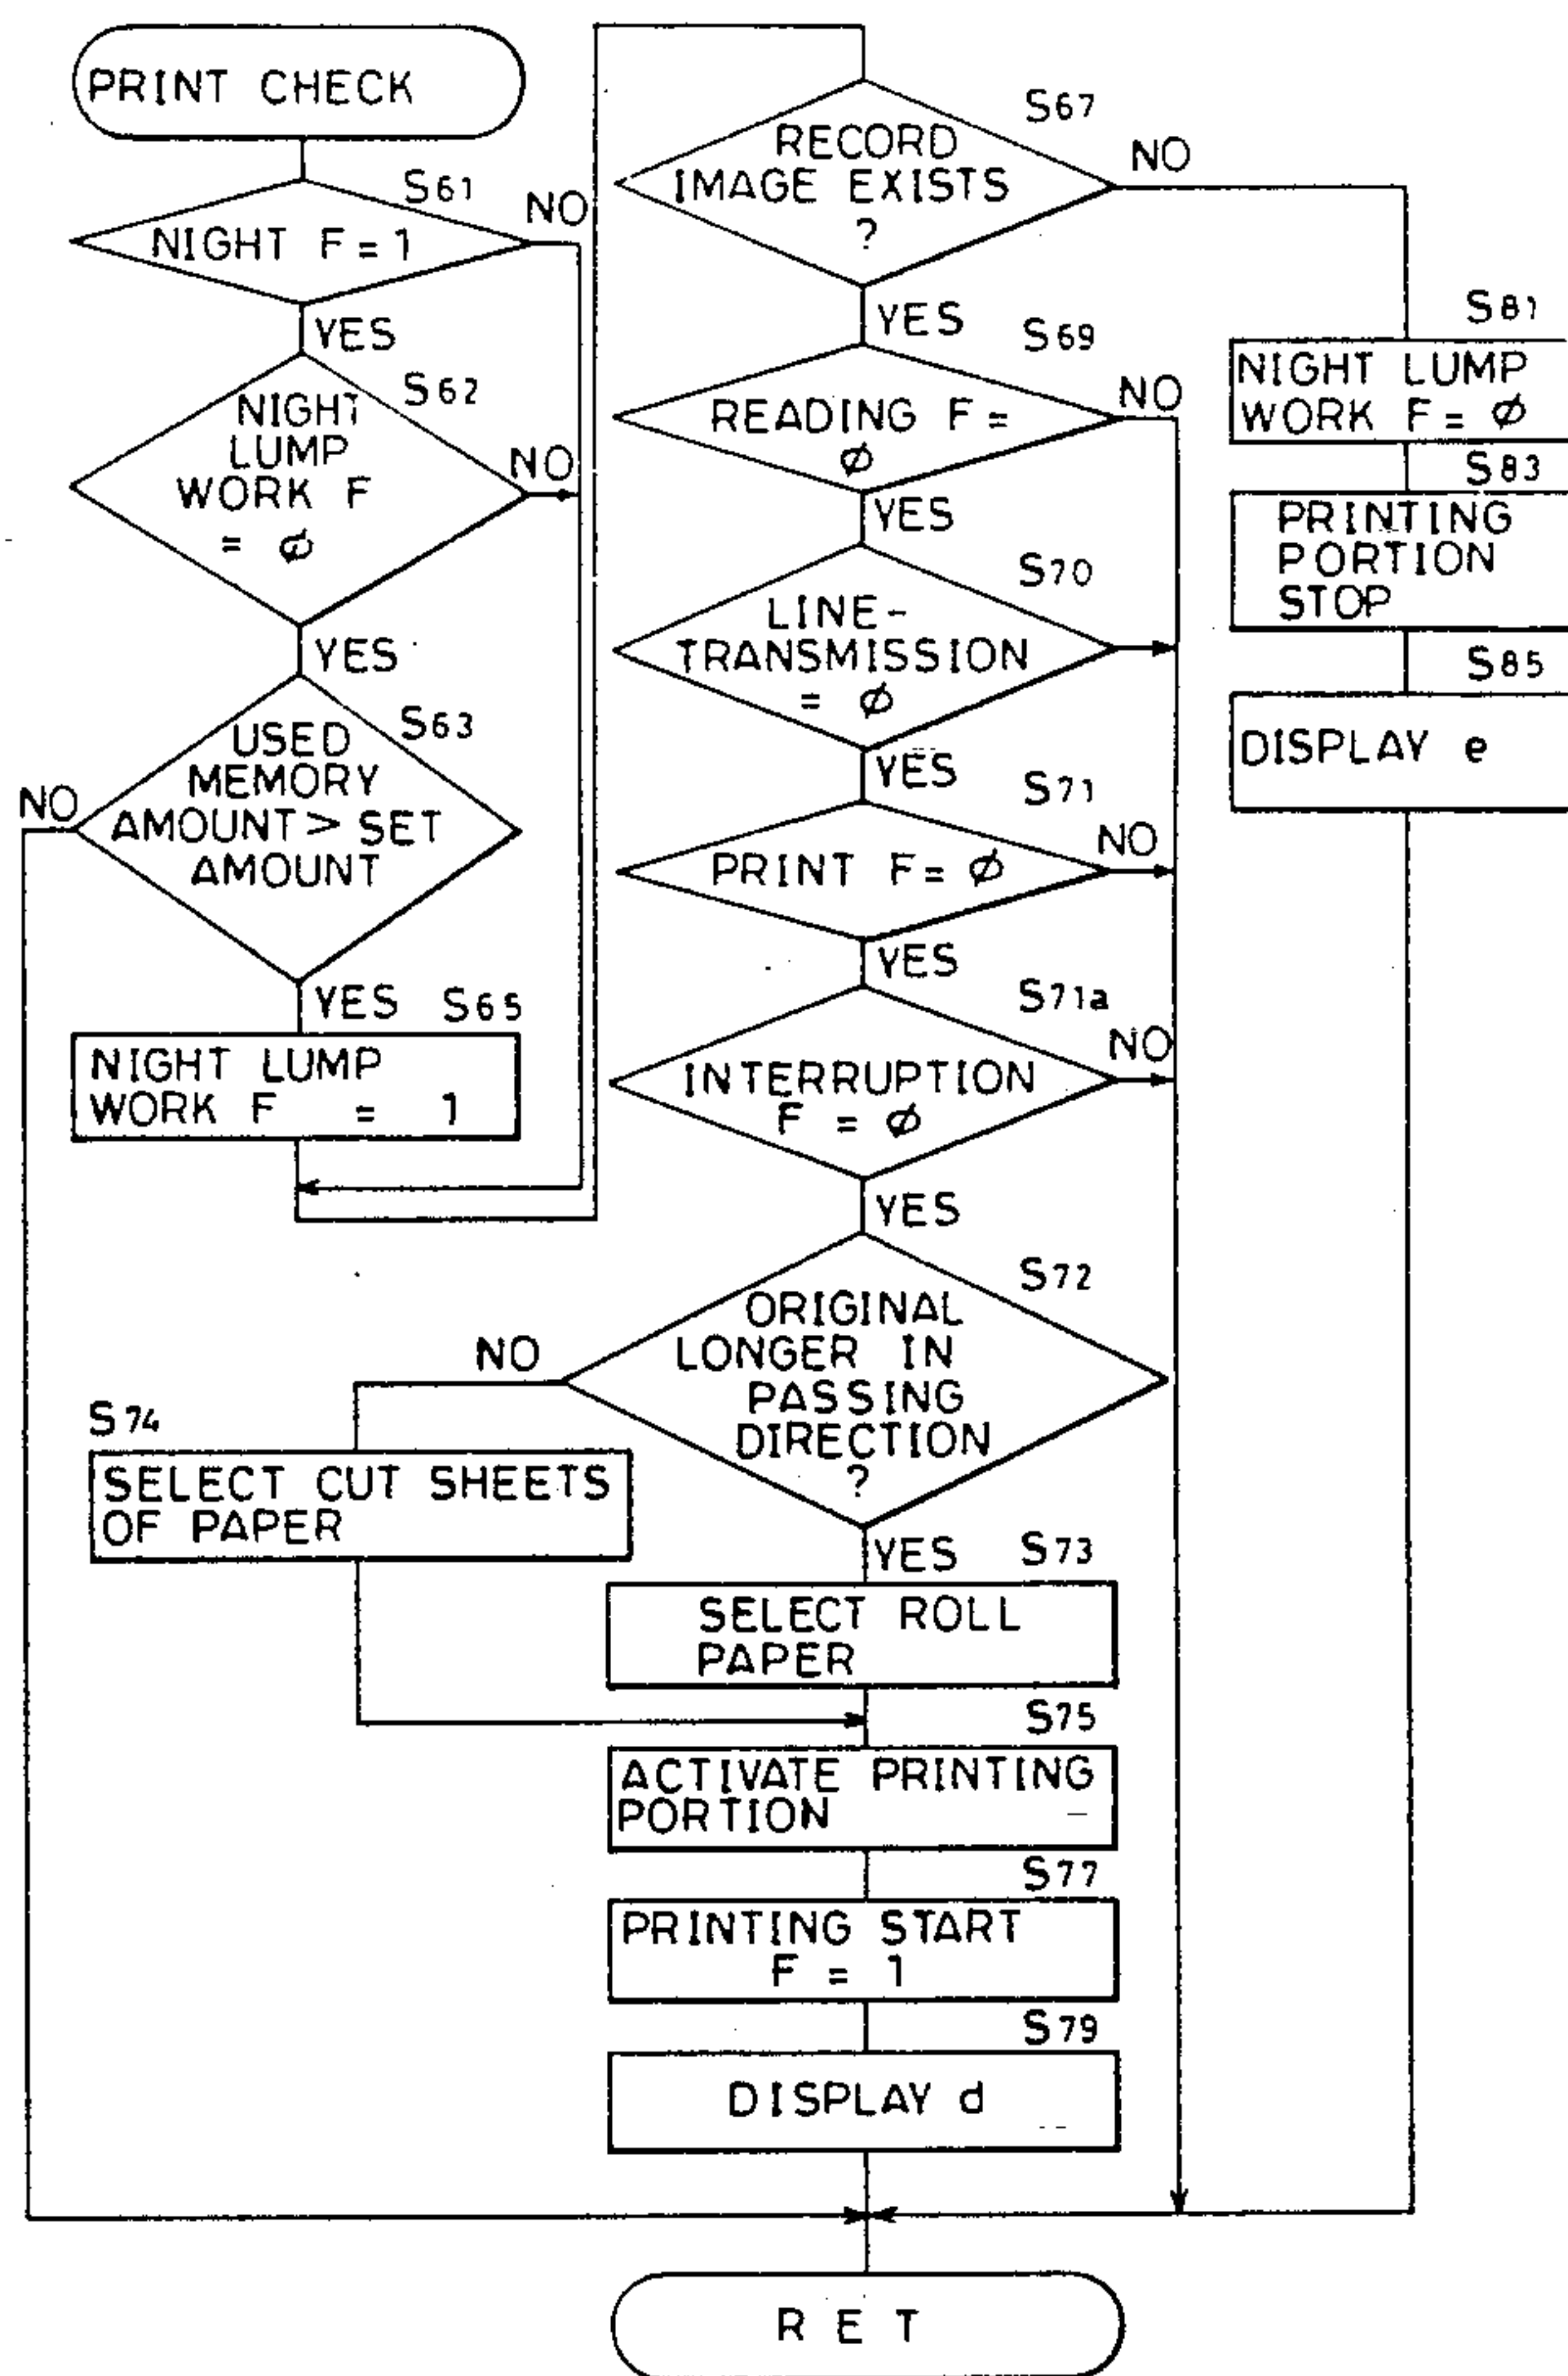 PRINT CHECK
S61
NO
NIGHT F = 1
YES
S62
NIGHT
LUMP
WORK F
= Ø
NO
YES
S63
USED
MEMORY
AMOUNT > SET
AMOUNT
NO
YES
S65
NIGHT LUMP
WORK F = 1
S67
RECORD
IMAGE EXISTS
?
NO
YES
S69
READING F =
Ø
NO
YES
S70
LINE-
TRANSMISSION
= Ø
YES
S71
PRINT F = Ø
NO
YES
S71a
INTERRUPTION
F = Ø
NO
YES
S72
ORIGINAL
LONGER IN
PASSING
DIRECTION
?
NO
S74
SELECT CUT SHEETS
OF PAPER
YES
S73
SELECT ROLL
PAPER
S75
ACTIVATE PRINTING
PORTION
S77
PRINTING START
F = 1
S79
DISPLAY d
S81
NIGHT LUMP
WORK F = Ø
S83
PRINTING
PORTION
STOP
S85
DISPLAY e
RET